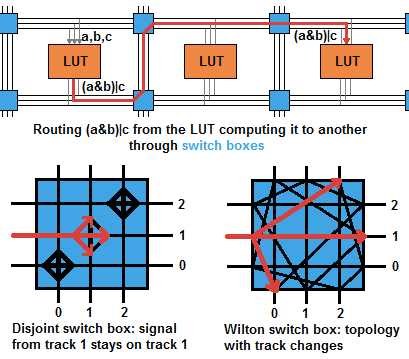 a,b,c
(a&b)|c
LUT
LUT
LUT
(a&b)|c
Routing (a&b)|c from the LUT computing it to another
through switch boxes
2
1
0
0 1 2
2
1
0
0 1 2
Disjoint switch box: signal
from track 1 stays on track 1
Wilton switch box: topology
with track changes